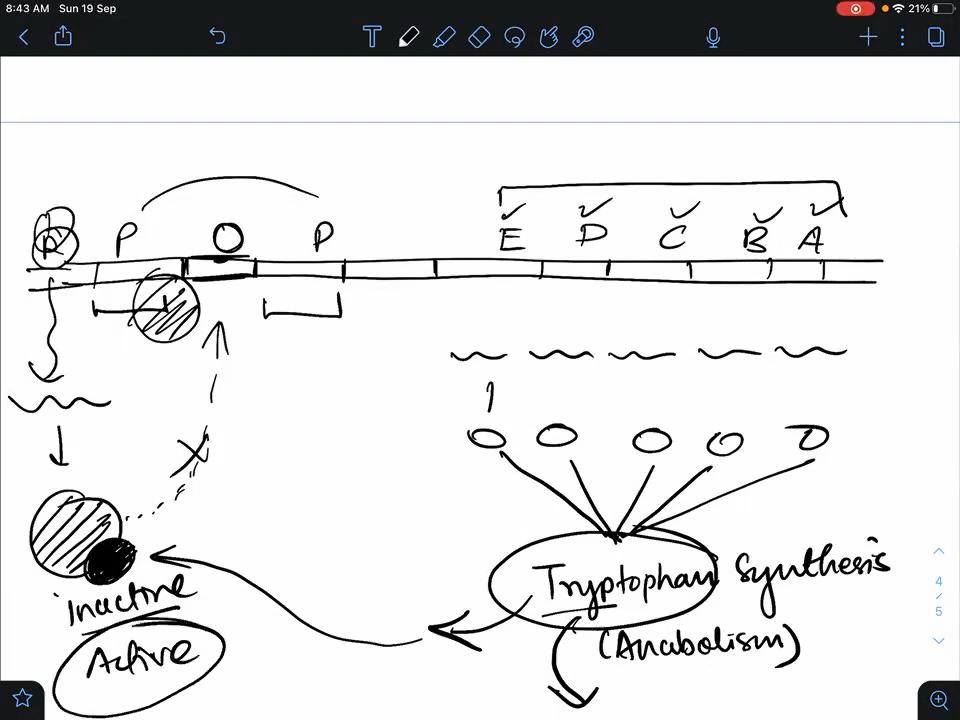 8:43 AM Sun 19 Sep
21%
T
R P O P E D C B A
Tryptophan Synthesis
(Anabolism)
inactive
Active
4
/
5